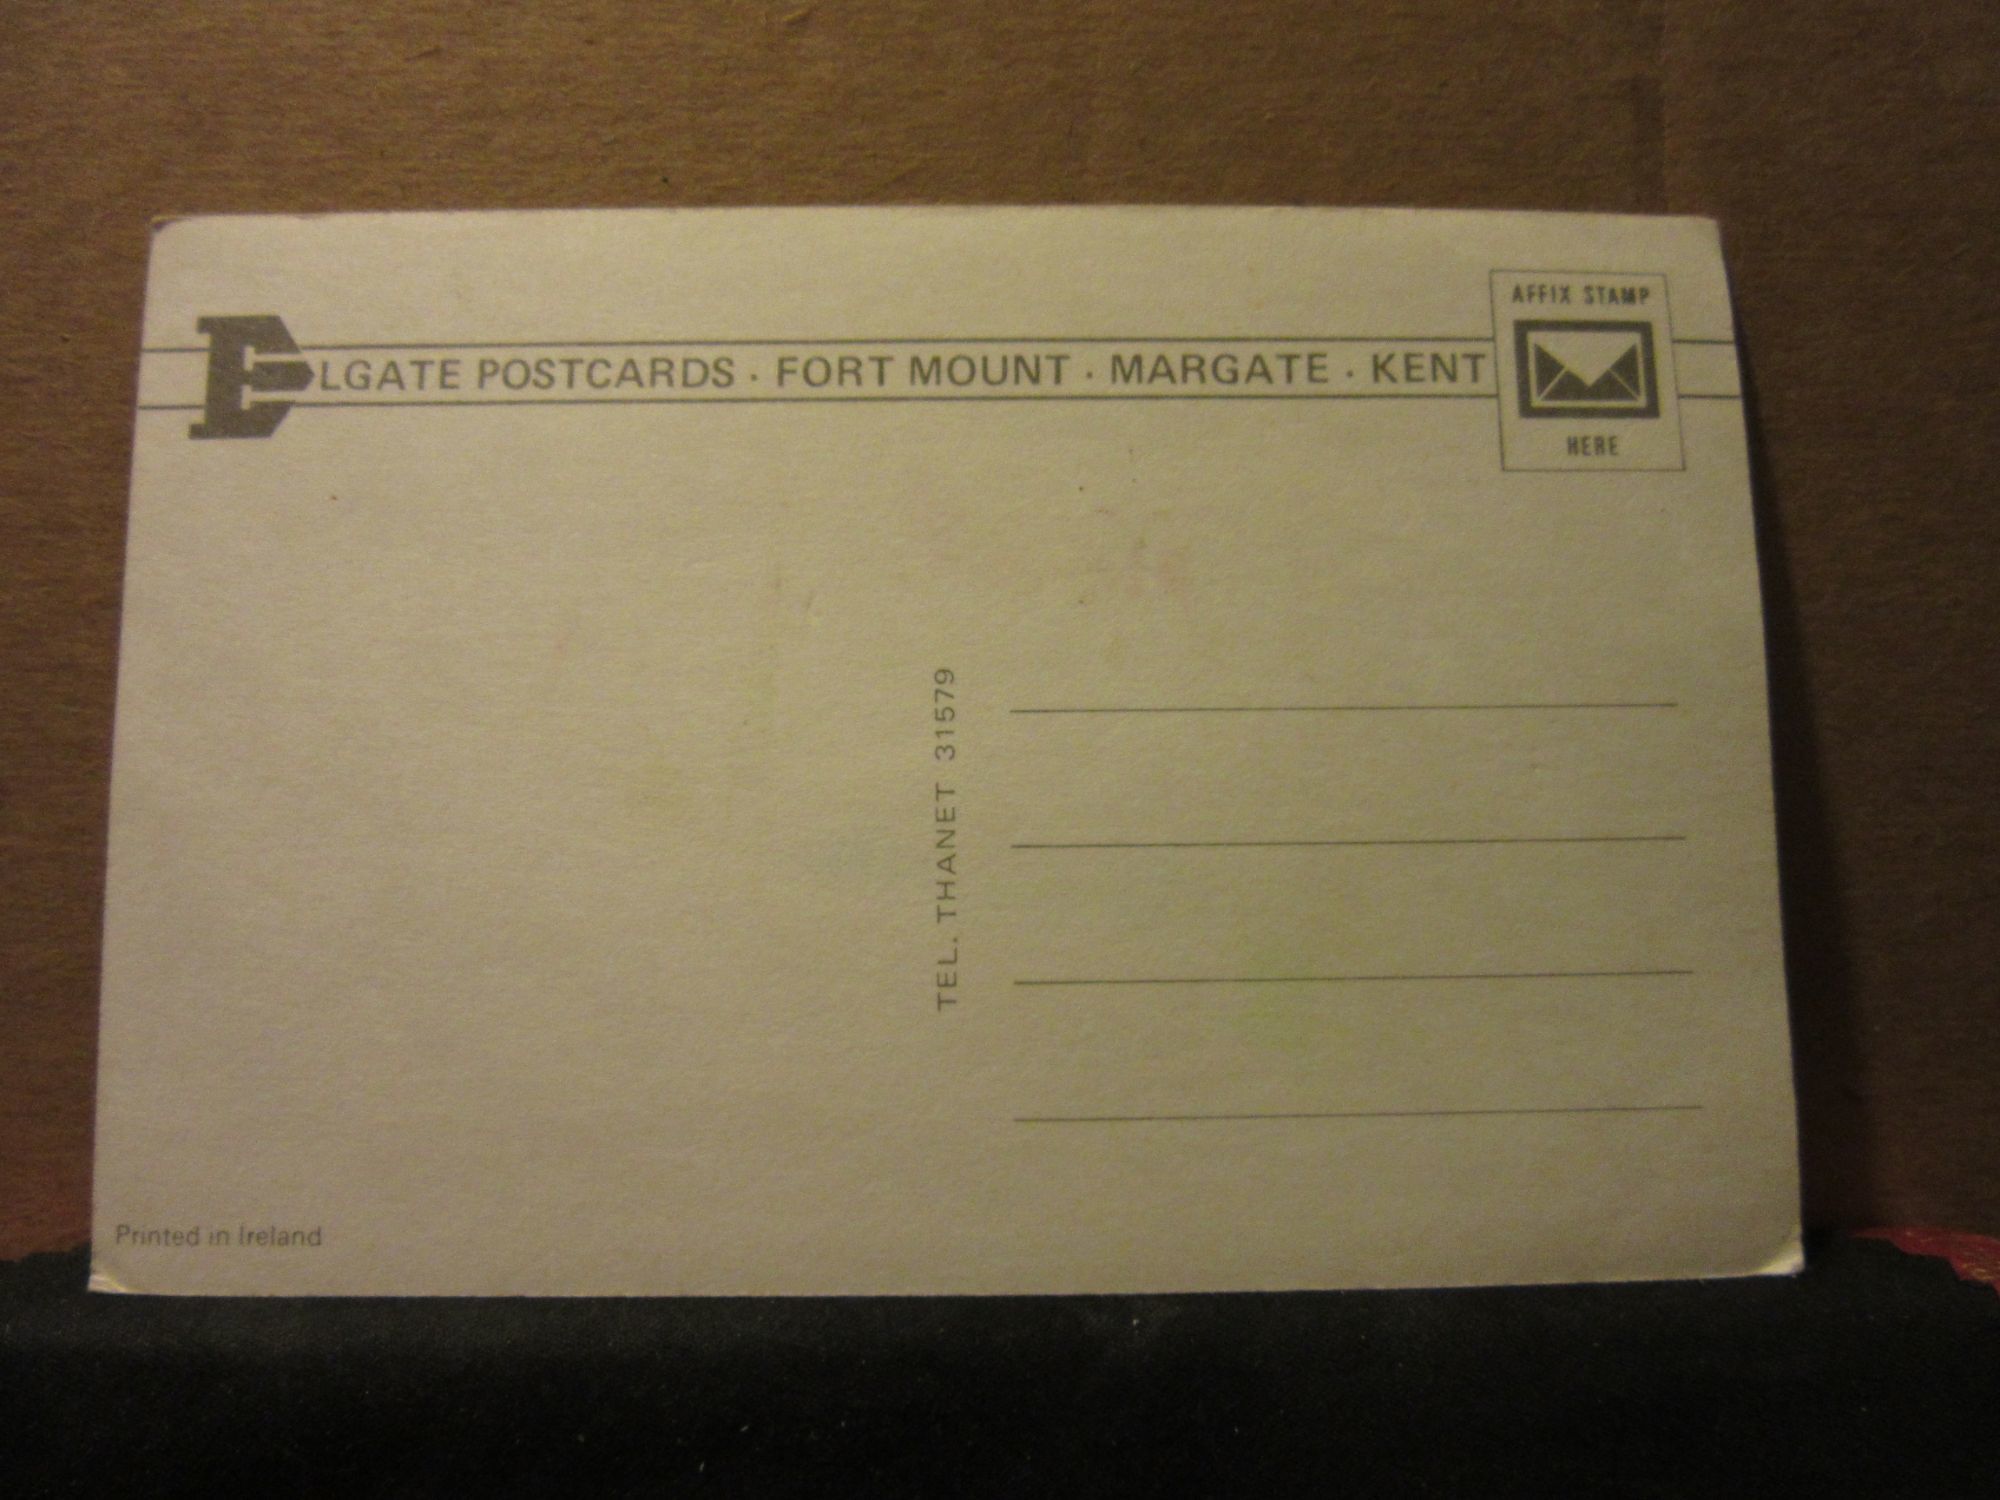 AFFIX STAMP
ELGATE POSTCARDS · FORT MOUNT · MARGATE · KENT
HERE
TEL. THANET 31579
Printed in Ireland